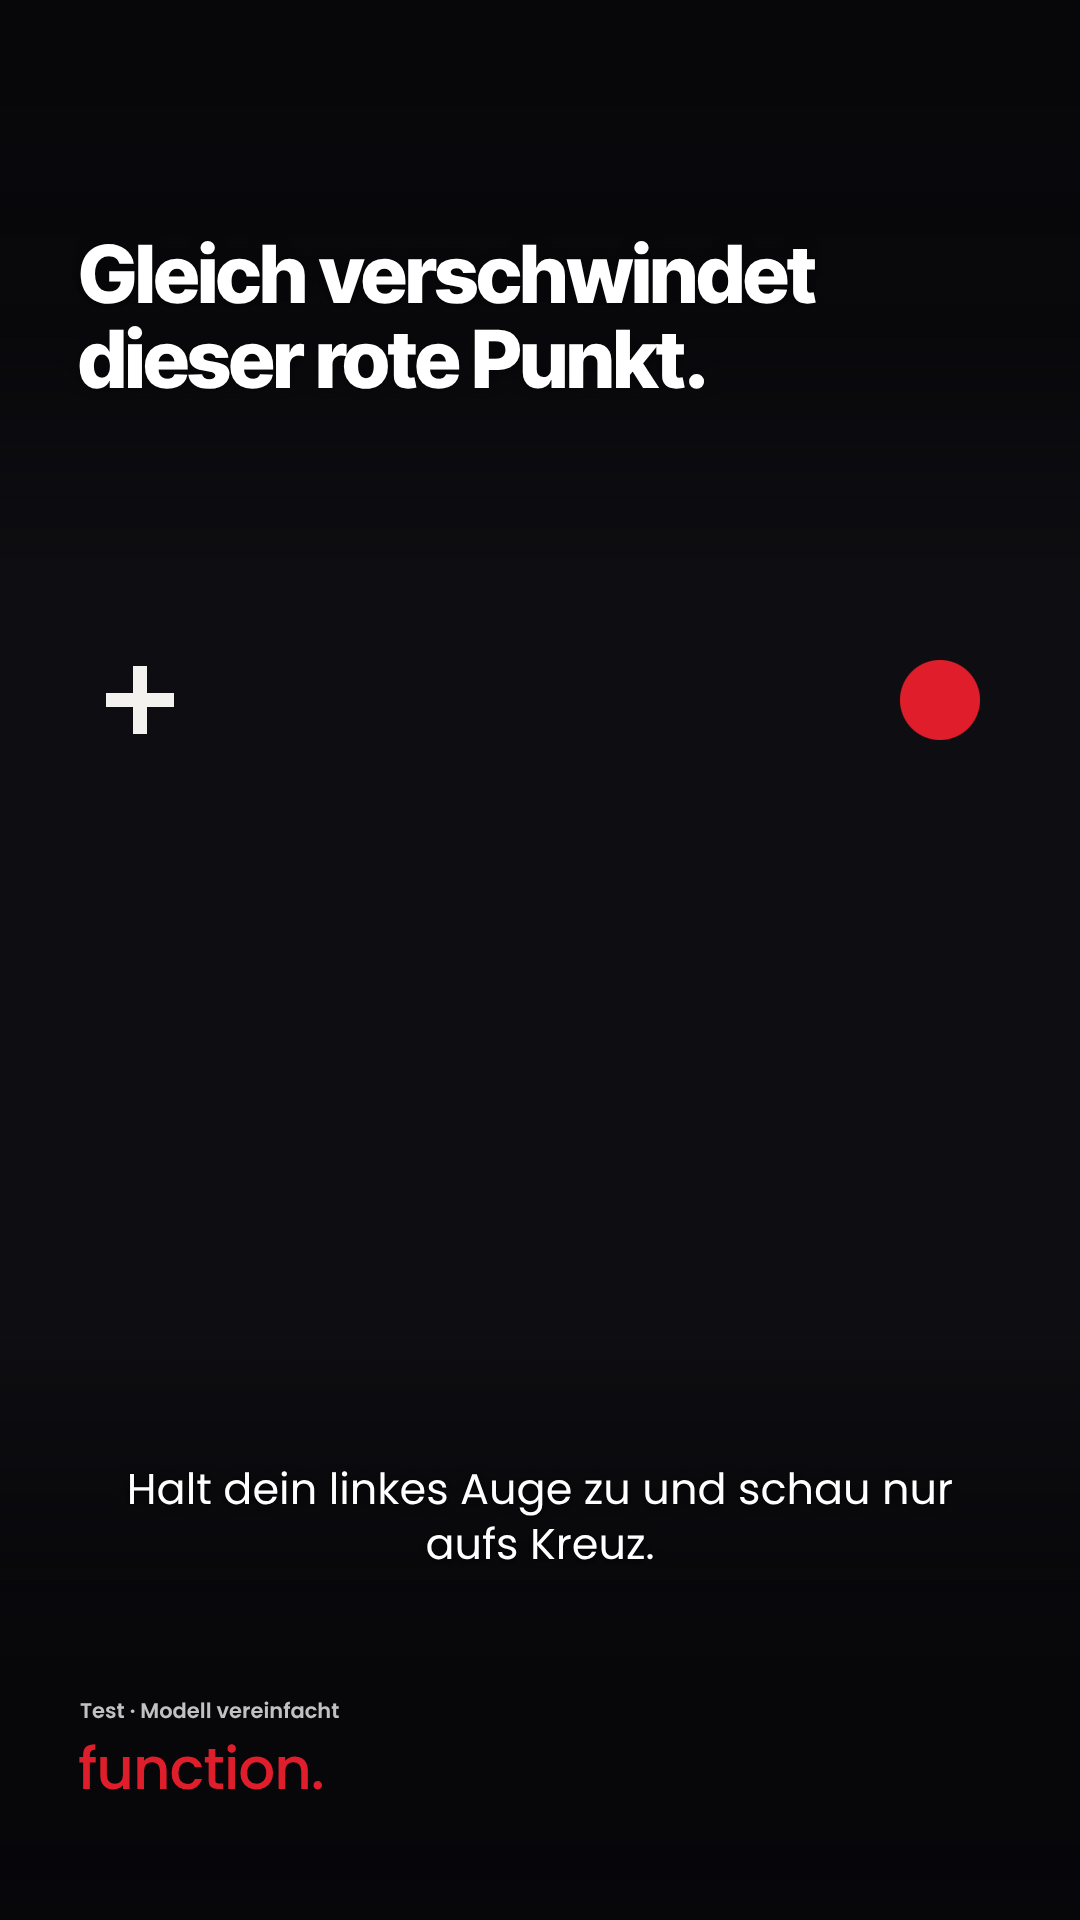 Gleich verschwindet
dieser rote Punkt.
Halt dein linkes Auge zu und schau nur
aufs Kreuz.
Test · Modell vereinfacht
function.